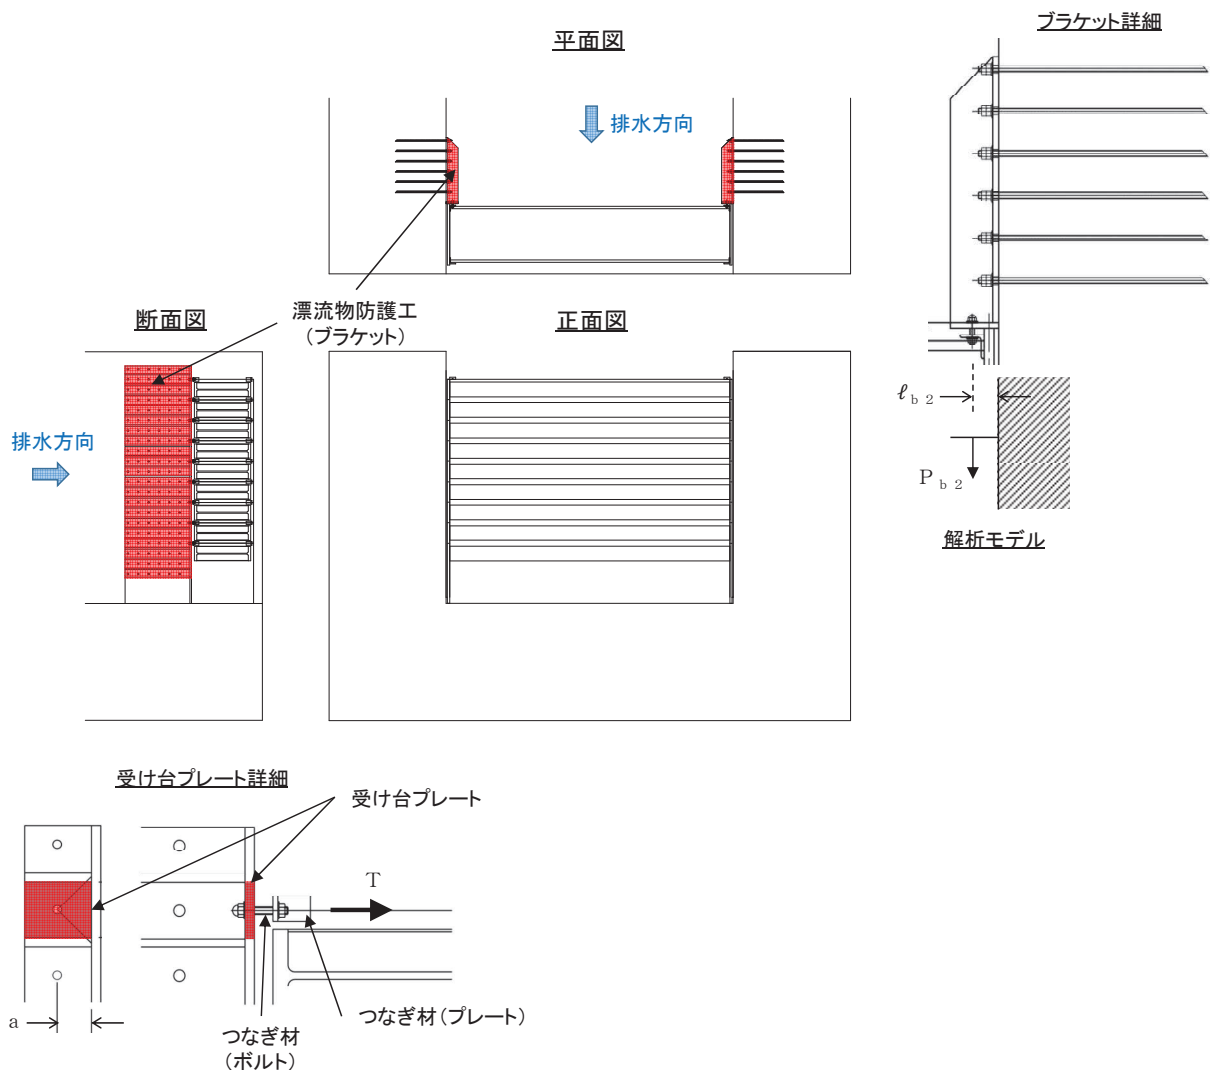 平面図
ブラケット詳細
排水方向
断面図
漂流物防護工
(ブラケット)
正面図
排水方向
ℓb2
Pb2
解析モデル
受け台プレート詳細
受け台プレート
T
a
つなぎ材
(ボルト)
つなぎ材(プレート)